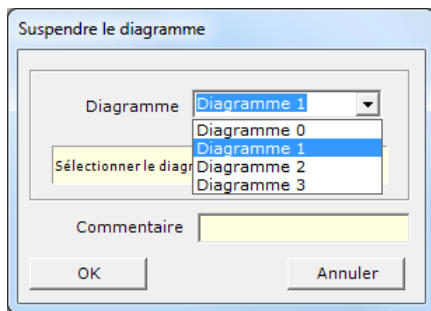 Suspendre le diagramme
Diagramme Diagramme 1
Diagramme 0
Diagramme 1
Sélectionner le Diagramme 2
Diagramme 3
Commentaire
OK Annuler